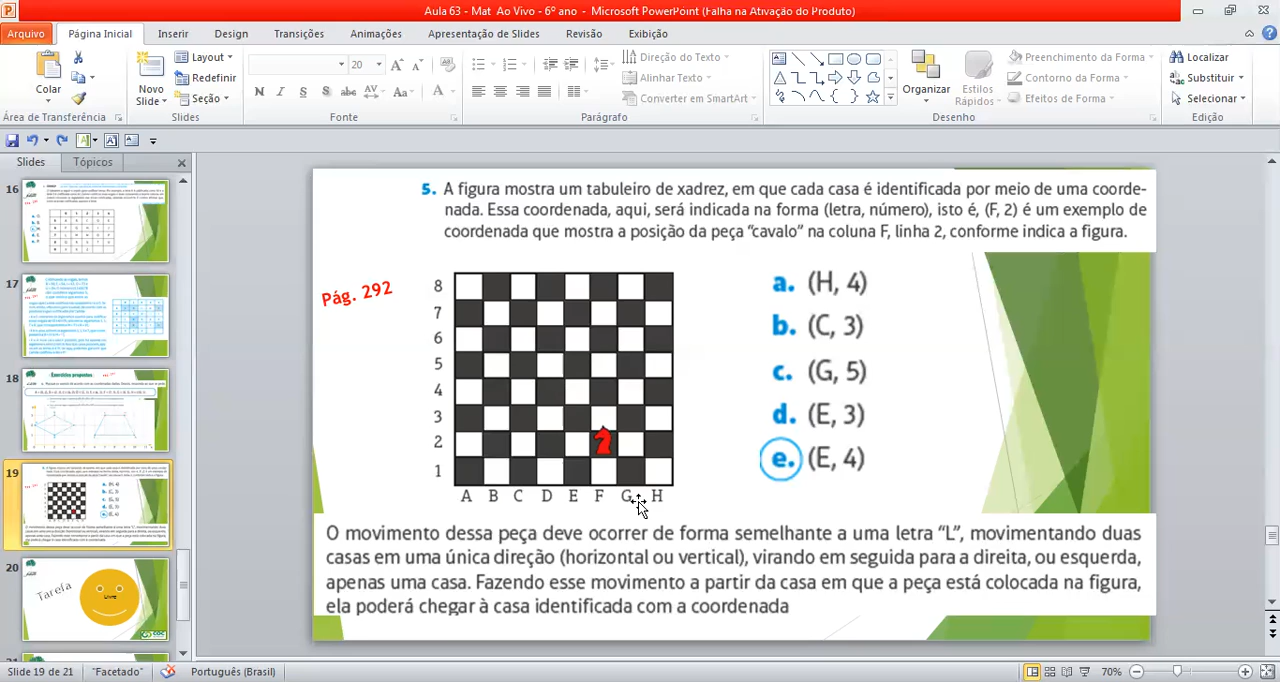 Aula 63 - Mat Ao Vivo - 6º ano - Microsoft PowerPoint (Falha na Ativação do Produto)
Arquivo Página Inicial Inserir Design Transições Animações Apresentação de Slides Revisão Exibição
Colar
Novo Slide
Layout
Redefinir
Seção
20
N I S S abc AV Aa A
Direção do Texto
Alinhar Texto
Converter em SmartArt
Organizar
Estilos Rápidos
Preenchimento da Forma
Contorno da Forma
Efeitos de Forma
Localizar
Substituir
Selecionar
Área de Transferência Slides Fonte Parágrafo Desenho Edição
Slides Tópicos
16
17
18
Exercícios propostos
19
20
Tarefa
Livre
5. A figura mostra um tabuleiro de xadrez, em que cada casa é identificada por meio de uma coorde-
nada. Essa coordenada, aqui, será indicada na forma (letra, número), isto é, (F, 2) é um exemplo de
coordenada que mostra a posição da peça “cavalo” na coluna F, linha 2, conforme indica a figura.
Pág. 292
8
7
6
5
4
3
2
1
A B C D E F G H
a. (H, 4)
b. (C, 3)
c. (G, 5)
d. (E, 3)
e. (E, 4)
O movimento dessa peça deve ocorrer de forma semelhante a uma letra “L”, movimentando duas
casas em uma única direção (horizontal ou vertical), virando em seguida para a direita, ou esquerda,
apenas uma casa. Fazendo esse movimento a partir da casa em que a peça está colocada na figura,
ela poderá chegar à casa identificada com a coordenada
Slide 19 de 21 "Facetado" Português (Brasil) 70%